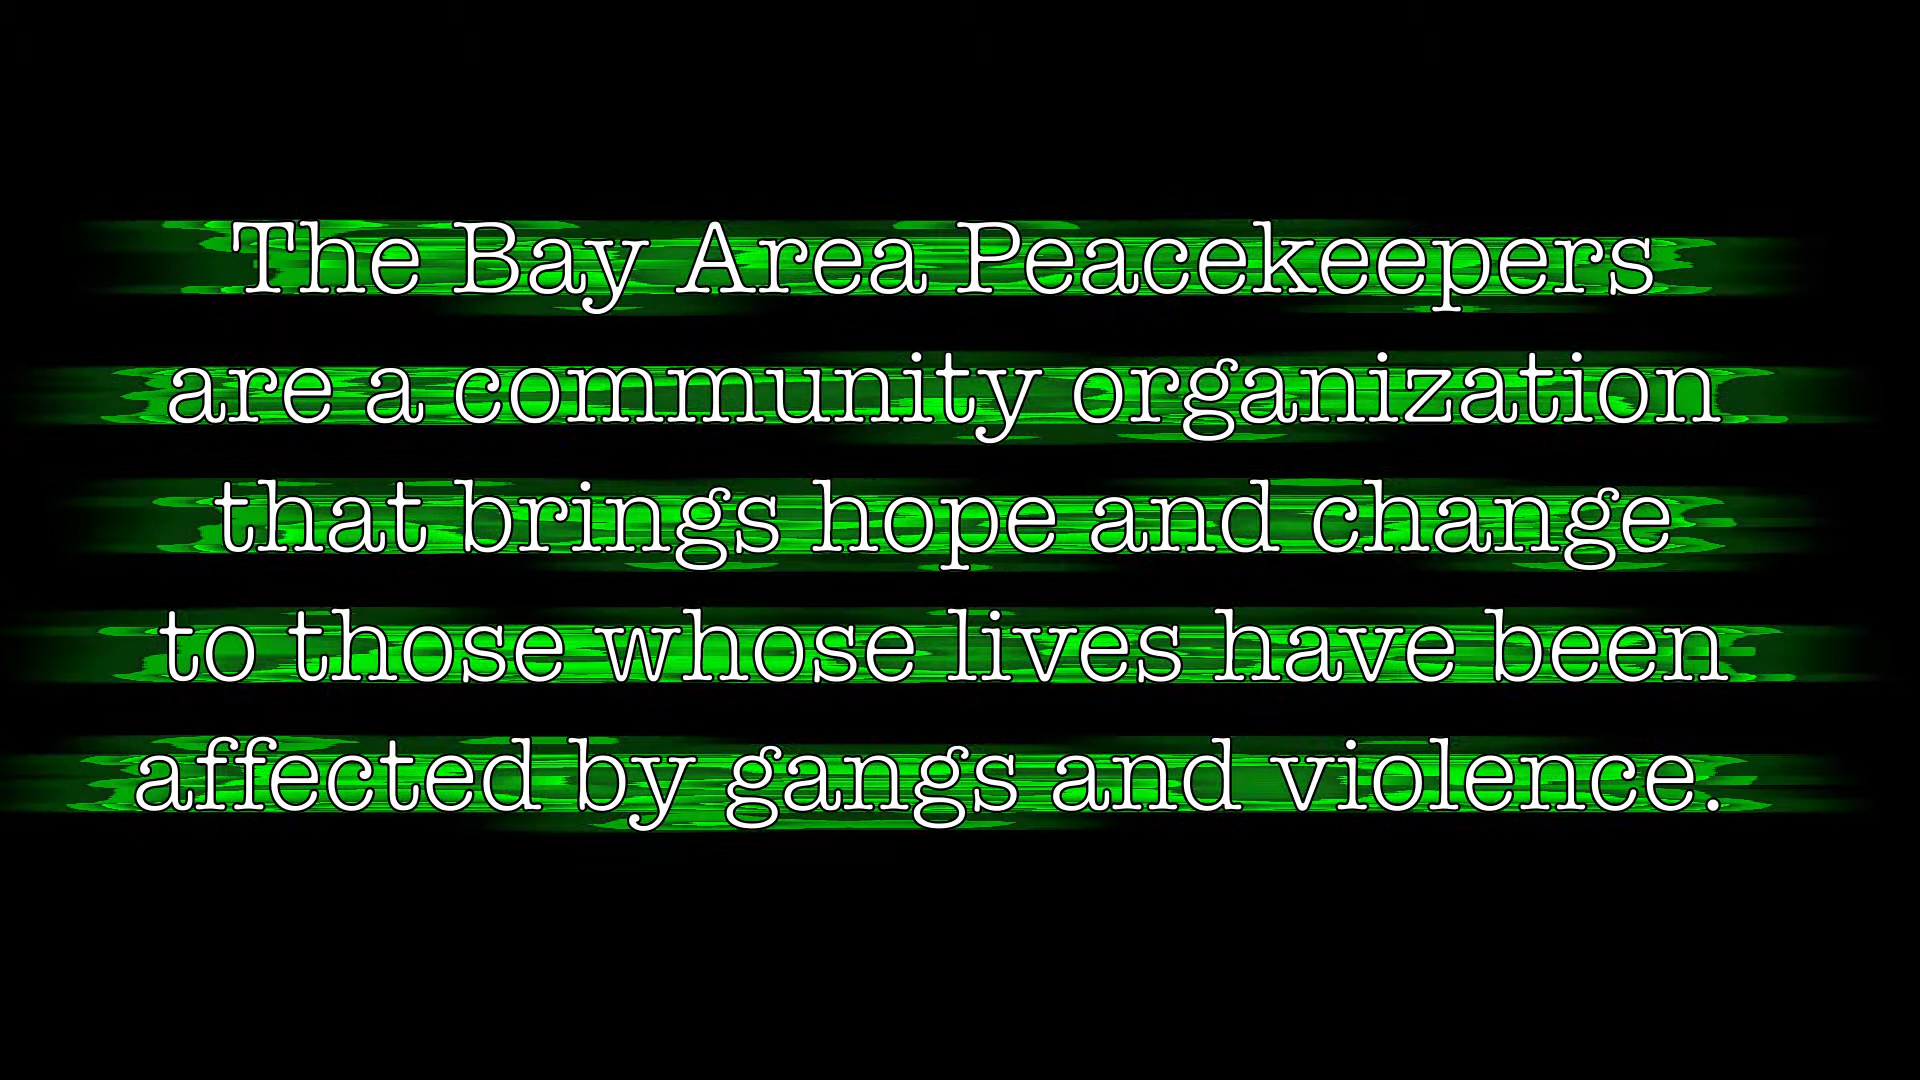 The Bay Area Peacekeepers
are a community organization
that brings hope and change
to those whose lives have been
affected by gangs and violence.